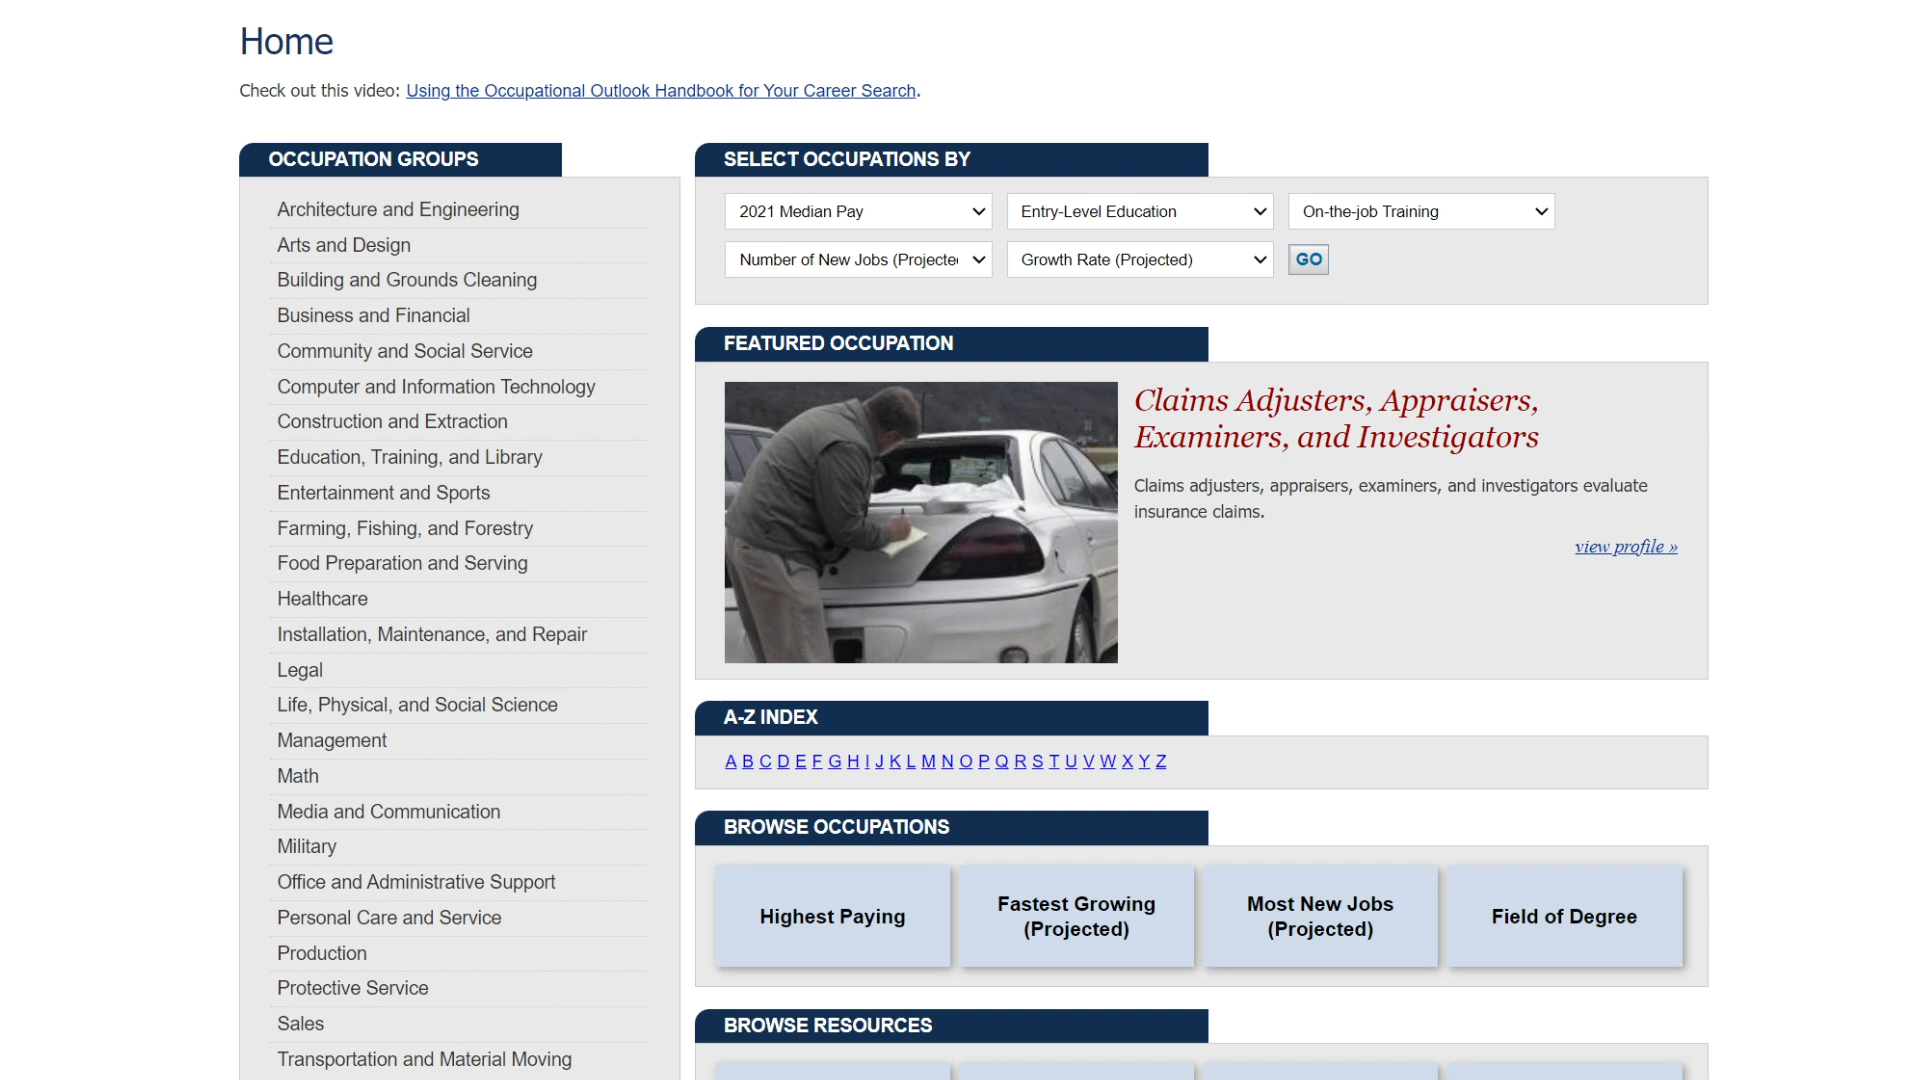 Home
Check out this video: Using the Occupational Outlook Handbook for Your Career Search.
OCCUPATION GROUPS
Architecture and Engineering
Arts and Design
Building and Grounds Cleaning
Business and Financial
Community and Social Service
Computer and Information Technology
Construction and Extraction
Education, Training, and Library
Entertainment and Sports
Farming, Fishing, and Forestry
Food Preparation and Serving
Healthcare
Installation, Maintenance, and Repair
Legal
Life, Physical, and Social Science
Management
Math
Media and Communication
Military
Office and Administrative Support
Personal Care and Service
Production
Protective Service
Sales
Transportation and Material Moving
SELECT OCCUPATIONS BY
2021 Median Pay
Entry-Level Education
On-the-job Training
Number of New Jobs (Projecte
Growth Rate (Projected)
GO
FEATURED OCCUPATION
Claims Adjusters, Appraisers,
Examiners, and Investigators
Claims adjusters, appraisers, examiners, and investigators evaluate
insurance claims.
view profile »
A-Z INDEX
A B C D E F G H I J K L M N O P Q R S T U V W X Y Z
BROWSE OCCUPATIONS
Highest Paying
Fastest Growing
(Projected)
Most New Jobs
(Projected)
Field of Degree
BROWSE RESOURCES